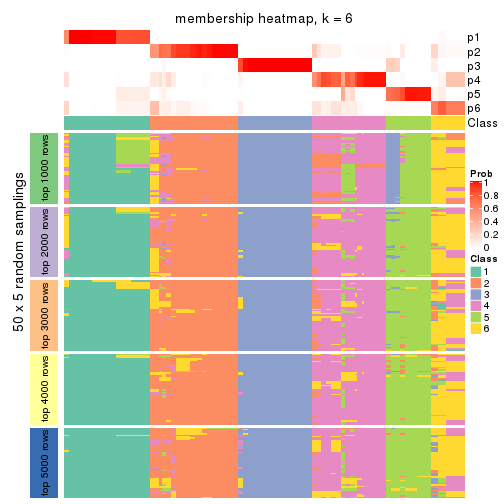 membership heatmap, k = 6
p1
p2
p3
p4
p5
p6
Class
50 x 5 random samplings
top 1000 rows
top 2000 rows
top 3000 rows
top 4000 rows
top 5000 rows
Prob
1
0.8
0.6
0.4
0.2
0
Class
1
2
3
4
5
6